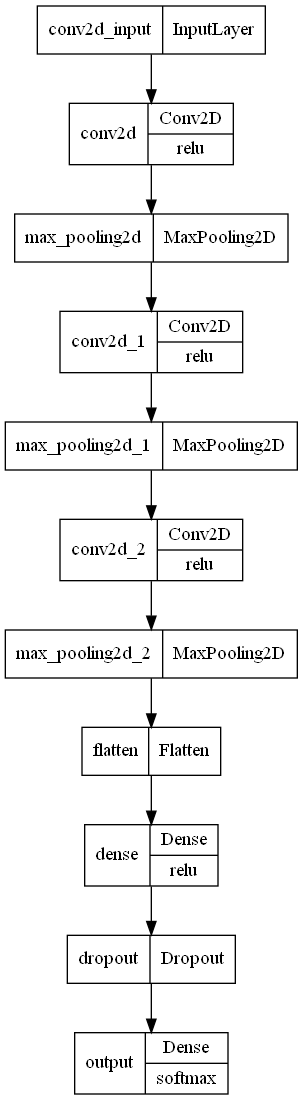 conv2d_input InputLayer
conv2d Conv2D
relu
max_pooling2d MaxPooling2D
conv2d_1 Conv2D
relu
max_pooling2d_1 MaxPooling2D
conv2d_2 Conv2D
relu
max_pooling2d_2 MaxPooling2D
flatten Flatten
dense Dense
relu
dropout Dropout
output Dense
softmax